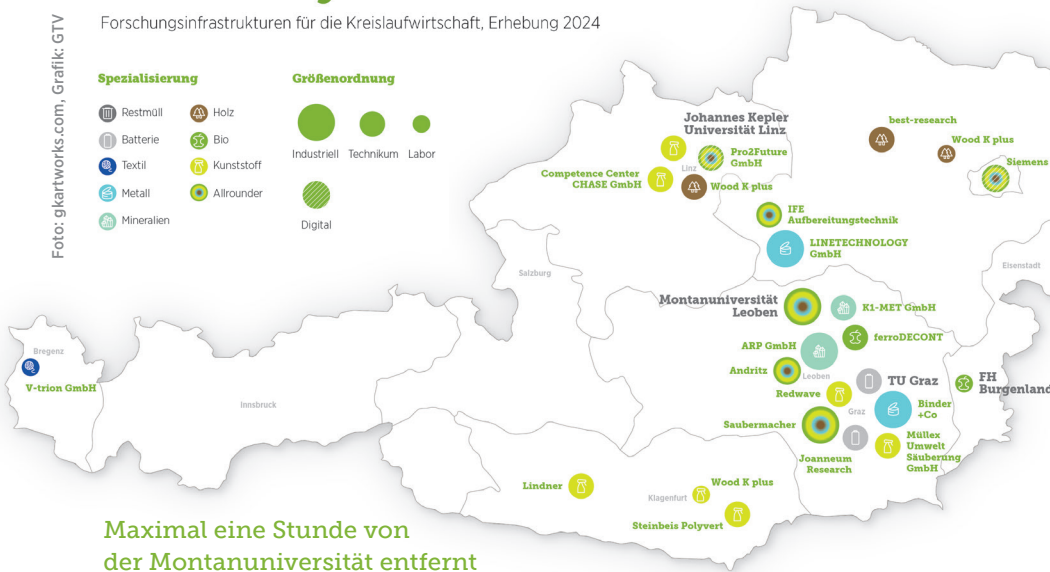 Forschungsinfrastrukturen für die Kreislaufwirtschaft, Erhebung 2024
Foto: gkartworks.com, Grafik: GTV
Spezialisierung
Restmüll
Batterie
Textil
Metall
Mineralien
Holz
Bio
Kunststoff
Allrounder
Größenordnung
Industriell
Technikum
Labor
Digital
Johannes Kepler
Universität Linz
Pro2Future
GmbH
Linz
Competence Center
CHASE GmbH
Wood K plus
best-research
Wood K plus
Siemens
IFE
Aufbereitungstechnik
LINETECHNOLOGY
GmbH
Salzburg
Eisenstadt
Montanuniversität
Leoben
K1-MET GmbH
ferroDECONT
ARP GmbH
Andritz
Leoben
Redwave
TU Graz
FH
Burgenland
Graz
Binder
+Co
Saubermacher
Joanneum
Research
Müllex
Umwelt
Säuberung
GmbH
Bregenz
V-trion GmbH
Innsbruck
Lindner
Klagenfurt
Wood K plus
Steinbeis Polyvert
Maximal eine Stunde von
der Montanuniversität entfernt